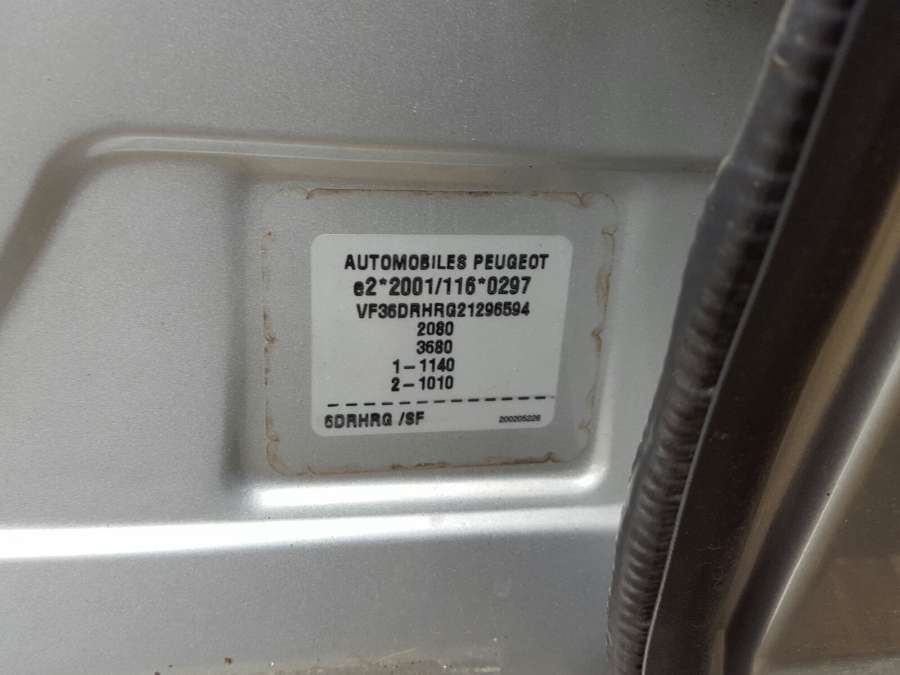 AUTOMOBILES PEUGEOT
e2*2001/116*0297
VF36DRHRG21296594
2080
3680
1-1140
2-1010
6DRHRG /SF 200205226